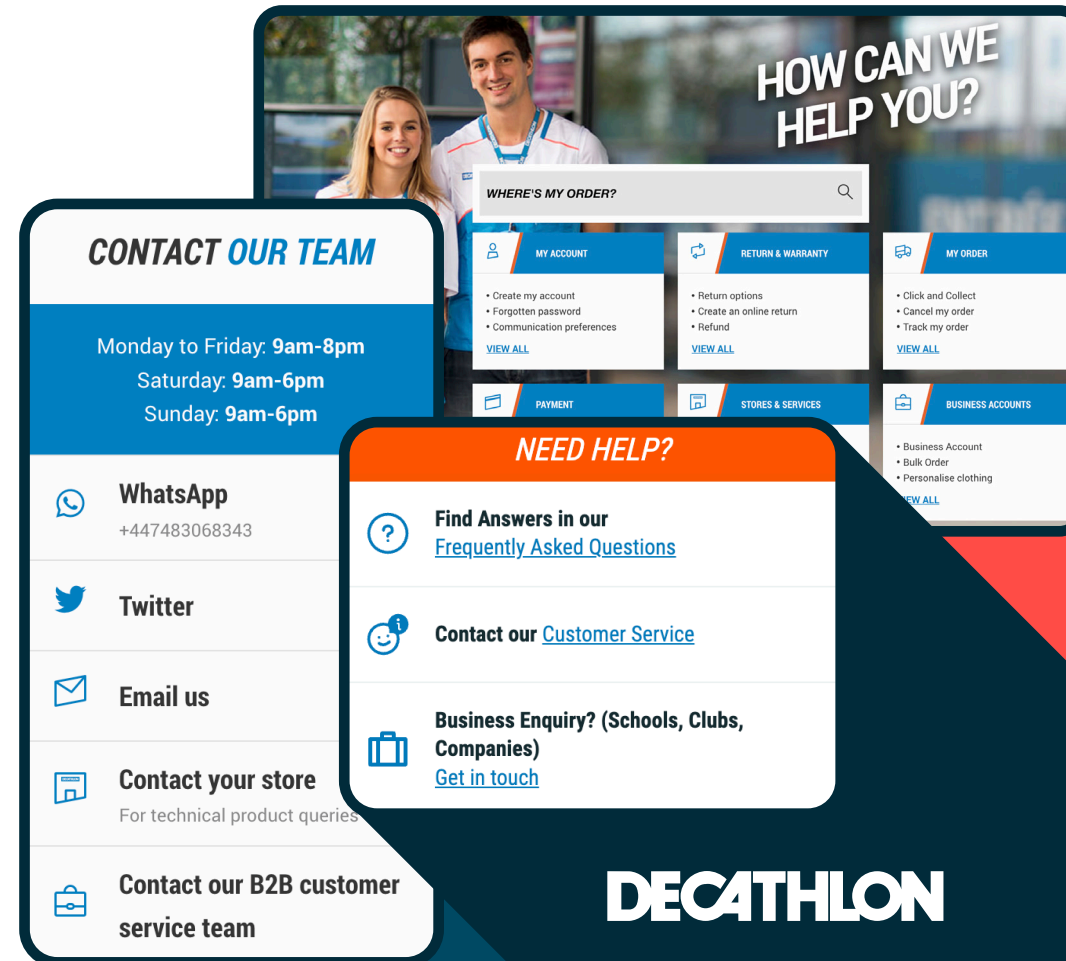 HOW CAN WE
HELP YOU?
WHERE'S MY ORDER?
MY ACCOUNT
• Create my account
• Forgotten password
• Communication preferences
VIEW ALL
RETURN & WARRANTY
• Return options
• Create an online return
• Refund
VIEW ALL
MY ORDER
• Click and Collect
• Cancel my order
• Track my order
VIEW ALL
PAYMENT
STORES & SERVICES
BUSINESS ACCOUNTS
• Business Account
• Bulk Order
• Personalise clothing
ALL
CONTACT OUR TEAM
Monday to Friday: 9am-8pm
Saturday: 9am-6pm
Sunday: 9am-6pm
WhatsApp
+447483068343
Twitter
Email us
Contact your store
For technical product queries
Contact our B2B customer
service team
NEED HELP?
Find Answers in our
Frequently Asked Questions
Contact our Customer Service
Business Enquiry? (Schools, Clubs,
Companies)
Get in touch
DECATHLON